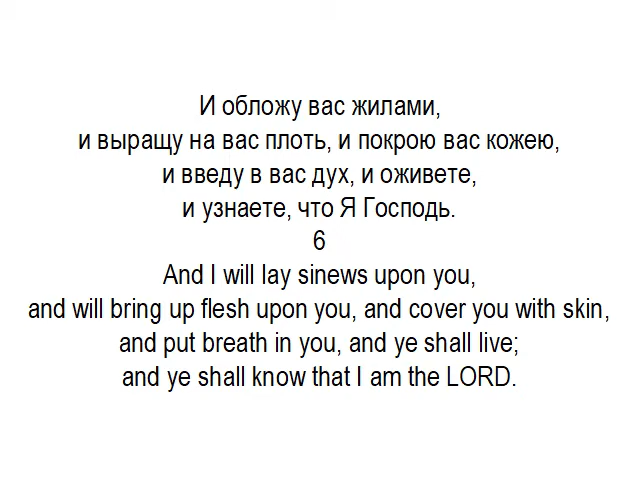 И обложу вас жилами,
и выращу на вас плоть, и покрою вас кожею,
и введу в вас дух, и оживете,
и узнаете, что Я Господь.
6
And I will lay sinews upon you,
and will bring up flesh upon you, and cover you with skin,
and put breath in you, and ye shall live;
and ye shall know that I am the LORD.